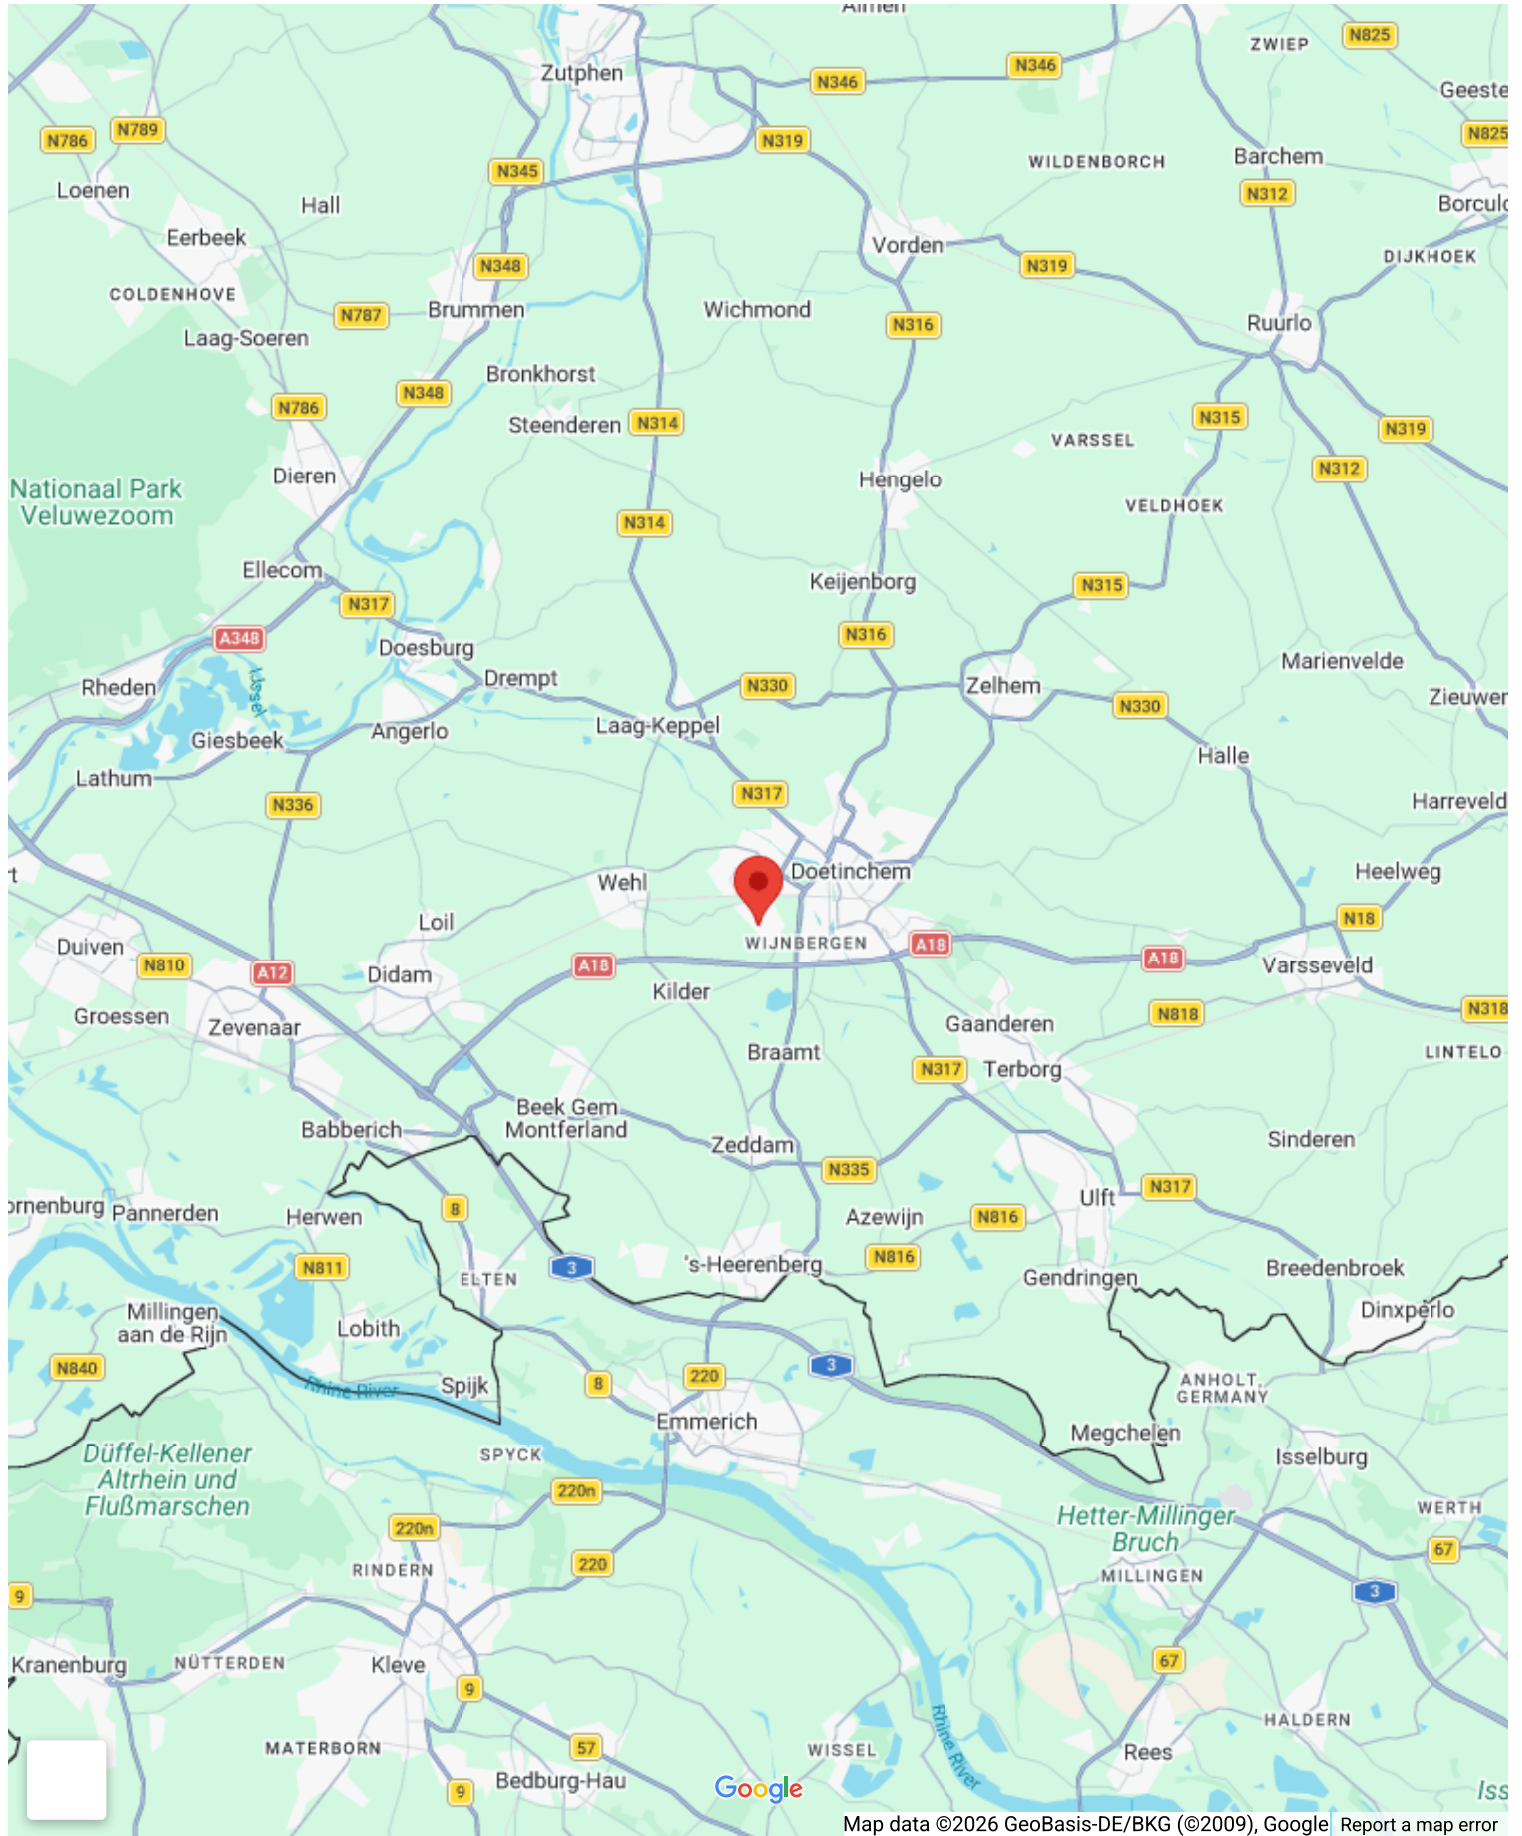 Zutphen
N346
N346
ZWIEP
N825
Geeste
N786
N789
N319
N825
N345
WILDENBORCH
Barchem
Loenen
N312
Hall
Borculo
Eerbeek
Vorden
DIJKHOEK
N348
N319
COLDENHOVE
N787
Brummen
Wichmond
N316
Ruurlo
Laag-Soeren
Bronkhorst
N348
N786
Steenderen
N314
N315
N319
VARSSEL
N312
Dieren
Hengelo
Nationaal Park
Veluwezoom
VELDHOEK
N314
Ellecom
Keijenborg
N315
N317
A348
Doesburg
N316
Marienvelde
Rheden
IJssel
Drempt
N330
Zelhem
Zieuwen
N330
Giesbeek
Angerlo
Laag-Keppel
Halle
Lathum
N336
N317
Harreveld
rt
Wehl
Doetinchem
Heelweg
Loil
N18
Duiven
WIJNBERGEN
A18
N810
A12
Didam
A18
A18
Varsseveld
Kilder
Groessen
Zevenaar
Gaanderen
N818
N318
Braamt
N317
Terborg
LINTELO
Beek Gem
Montferland
Babberich
Zeddam
Sinderen
N335
N317
ornenburg
Pannerden
8
Ulft
Herwen
Azewijn
N816
N811
ELTEN
3
's-Heerenberg
N816
Gendringen
Breedenbroek
Millingen
aan de Rijn
Lobith
Dinxperlo
N840
Rhine River
Spijk
8
220
3
ANHOLT,
GERMANY
Emmerich
Megchelen
Düffel-Kellener
Altrhein und
Flußmarschen
SPYCK
Isselburg
220n
Hetter-Millinger
Bruch
WERTH
220n
67
RINDERN
220
MILLINGEN
9
3
Kranenburg
NÜTTERDEN
Kleve
67
9
Rhine River
HALDERN
MATERBORN
57
WISSEL
Rees
9
Bedburg-Hau
Google
Iss
Map data ©2026 GeoBasis-DE/BKG (©2009), Google
Report a map error